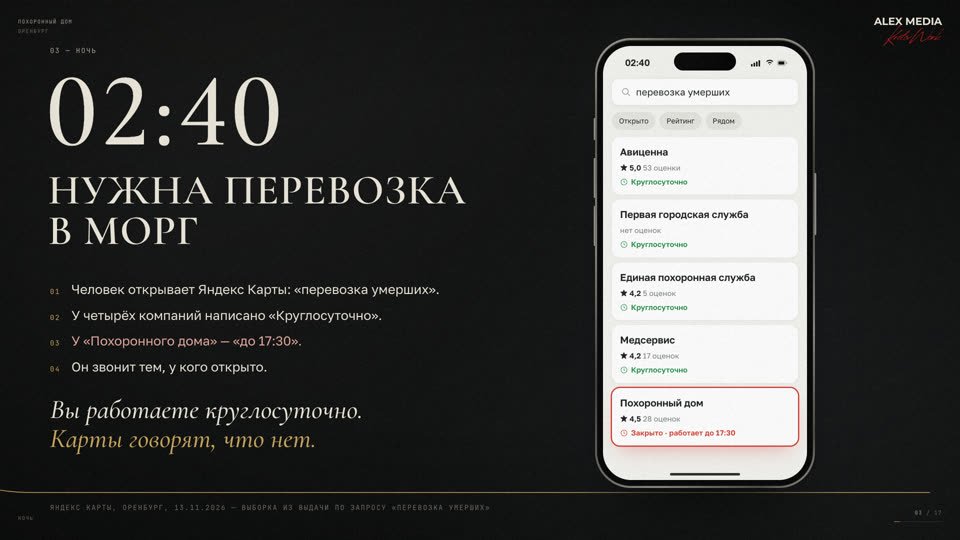 ПОХОРОННЫЙ ДОМ
ОРЕНБУРГ
ALEX MEDIA
03 — НОЧЬ
02:40
НУЖНА ПЕРЕВОЗКА
В МОРГ
01 Человек открывает Яндекс Карты: «перевозка умерших».
02 У четырёх компаний написано «Круглосуточно».
03 У «Похоронного дома» — «до 17:30».
04 Он звонит тем, у кого открыто.
Вы работаете круглосуточно.
Карты говорят, что нет.
02:40
перевозка умерших
Открыто Рейтинг Рядом
Авиценна
★ 5,0 53 оценки
Круглосуточно
Первая городская служба
нет оценок
Круглосуточно
Единая похоронная служба
★ 4,2 5 оценок
Круглосуточно
Медсервис
★ 4,2 17 оценок
Круглосуточно
Похоронный дом
★ 4,5 28 оценок
Закрыто · работает до 17:30
ЯНДЕКС КАРТЫ, ОРЕНБУРГ, 13.11.2026 — ВЫБОРКА ИЗ ВЫДАЧИ ПО ЗАПРОСУ «ПЕРЕВОЗКА УМЕРШИХ»
НОЧЬ
03 / 17